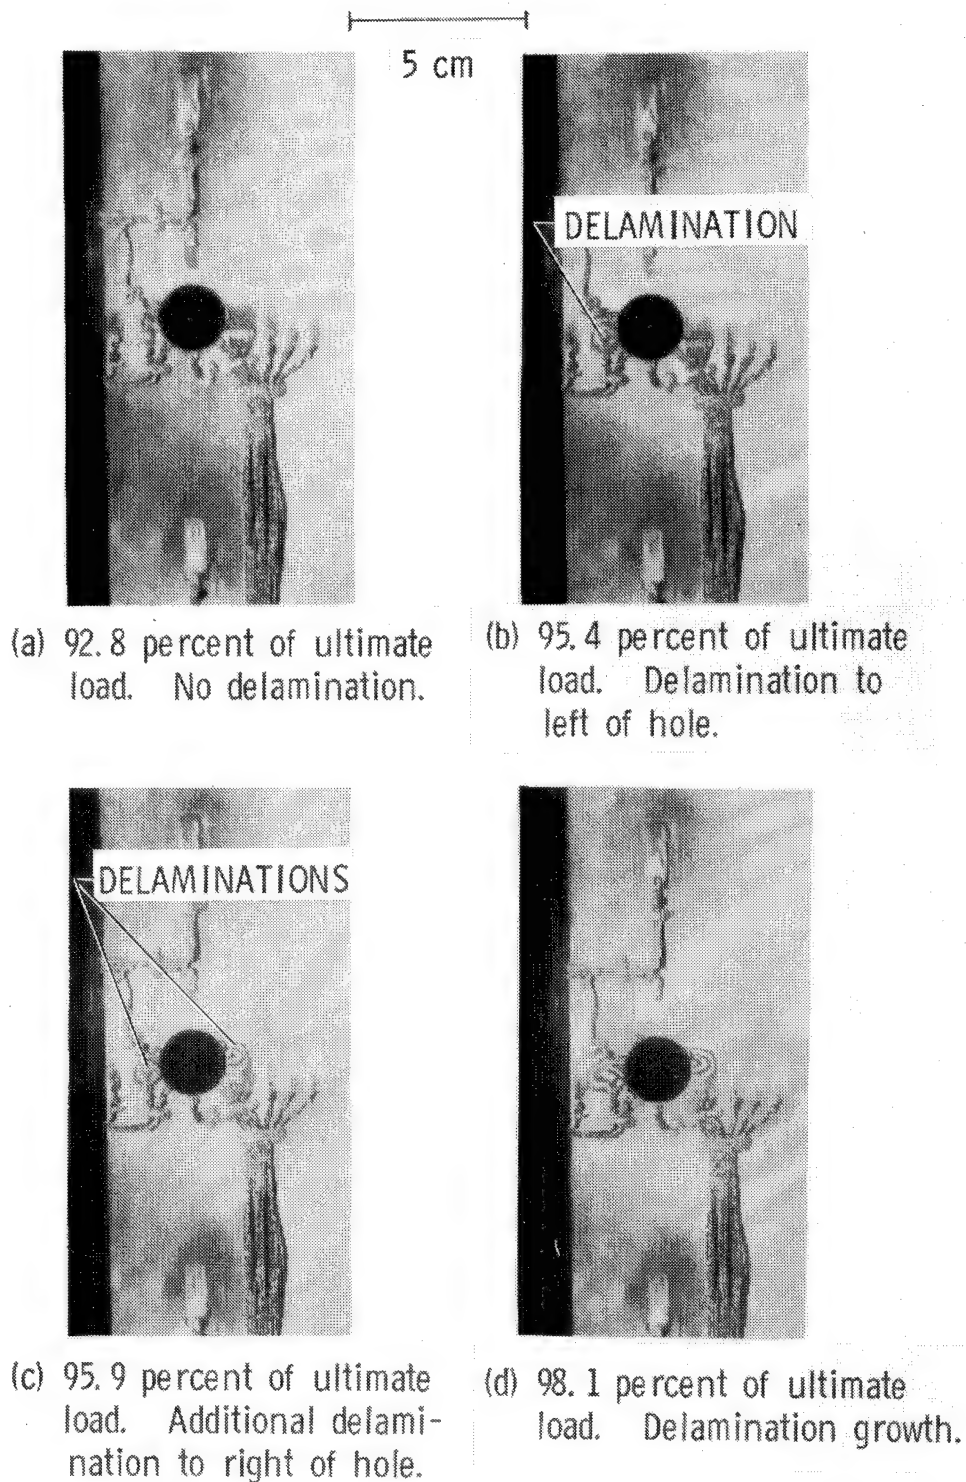 5 cm
DELAMINATION
(a) 92.8 percent of ultimate
load. No delamination.
(b) 95.4 percent of ultimate
load. Delamination to
left of hole.
DELAMINATIONS
(c) 95.9 percent of ultimate
load. Additional delami-
nation to right of hole.
(d) 98.1 percent of ultimate
load. Delamination growth.